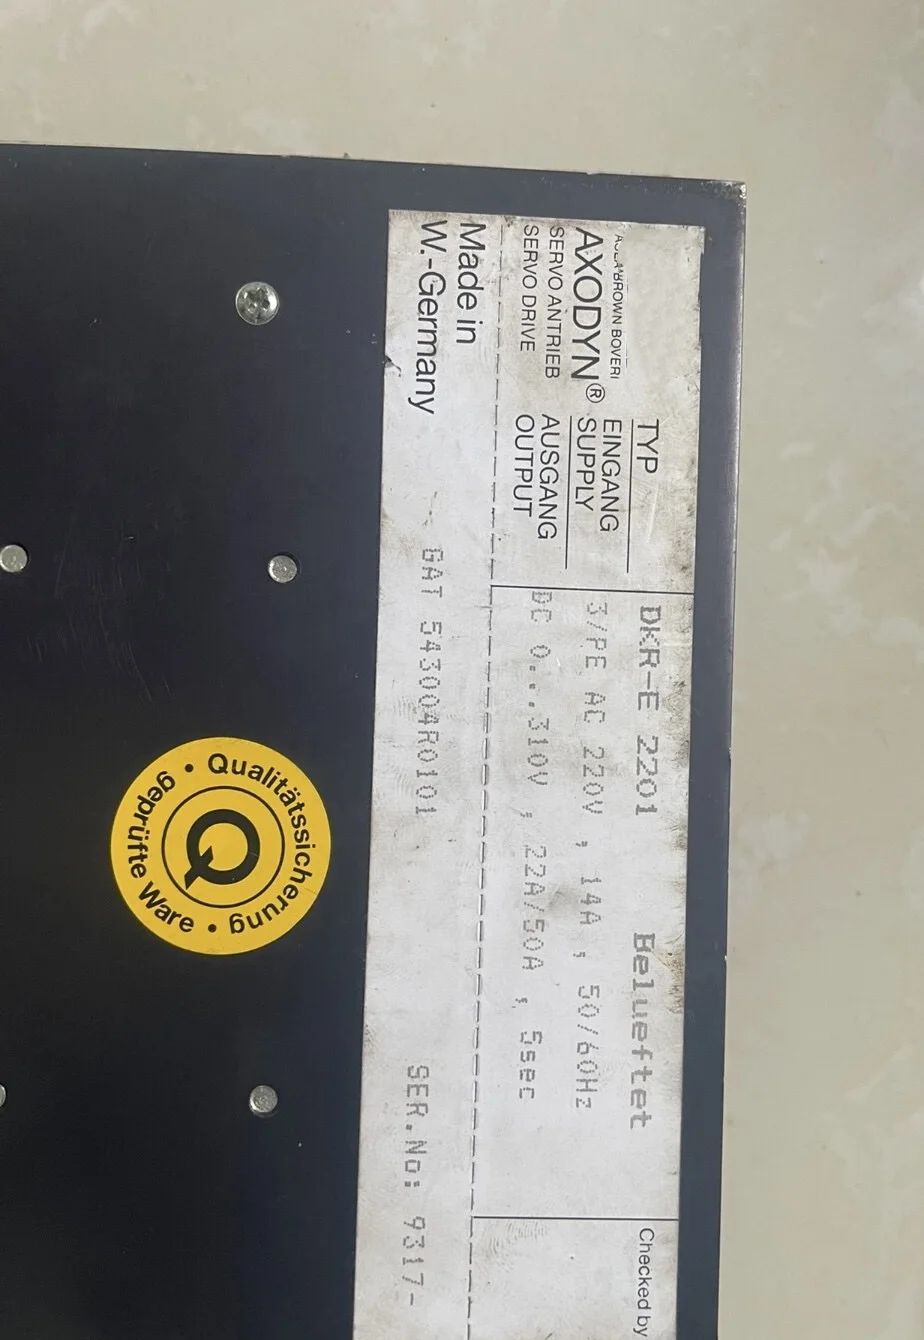 BROWN BOVERI
AXODYN®
SERVO ANTRIEB
SERVO DRIVE
TYP DKR-E 2201 Belueftet
EINGANG
SUPPLY
3/PE AC 220V , 14A , 50/60Hz
AUSGANG
OUTPUT
DC 0...310V , 22A/50A , 5sec
Checked by
Made in
W.-Germany
GAT 543004R0101 SER.No: 9317-
Qualitätssicherung • geprüfte Ware •
Q